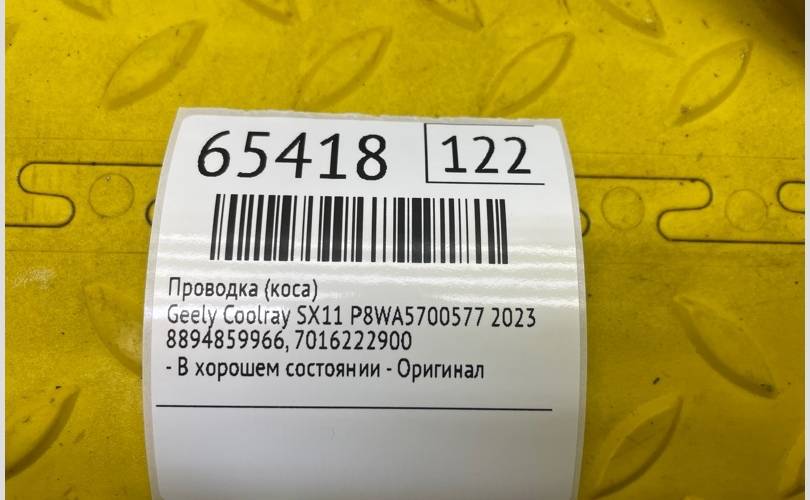 65418 122
Проводка (коса)
Geely Coolray SX11 P8WA5700577 2023
8894859966, 7016222900
- В хорошем состоянии - Оригинал